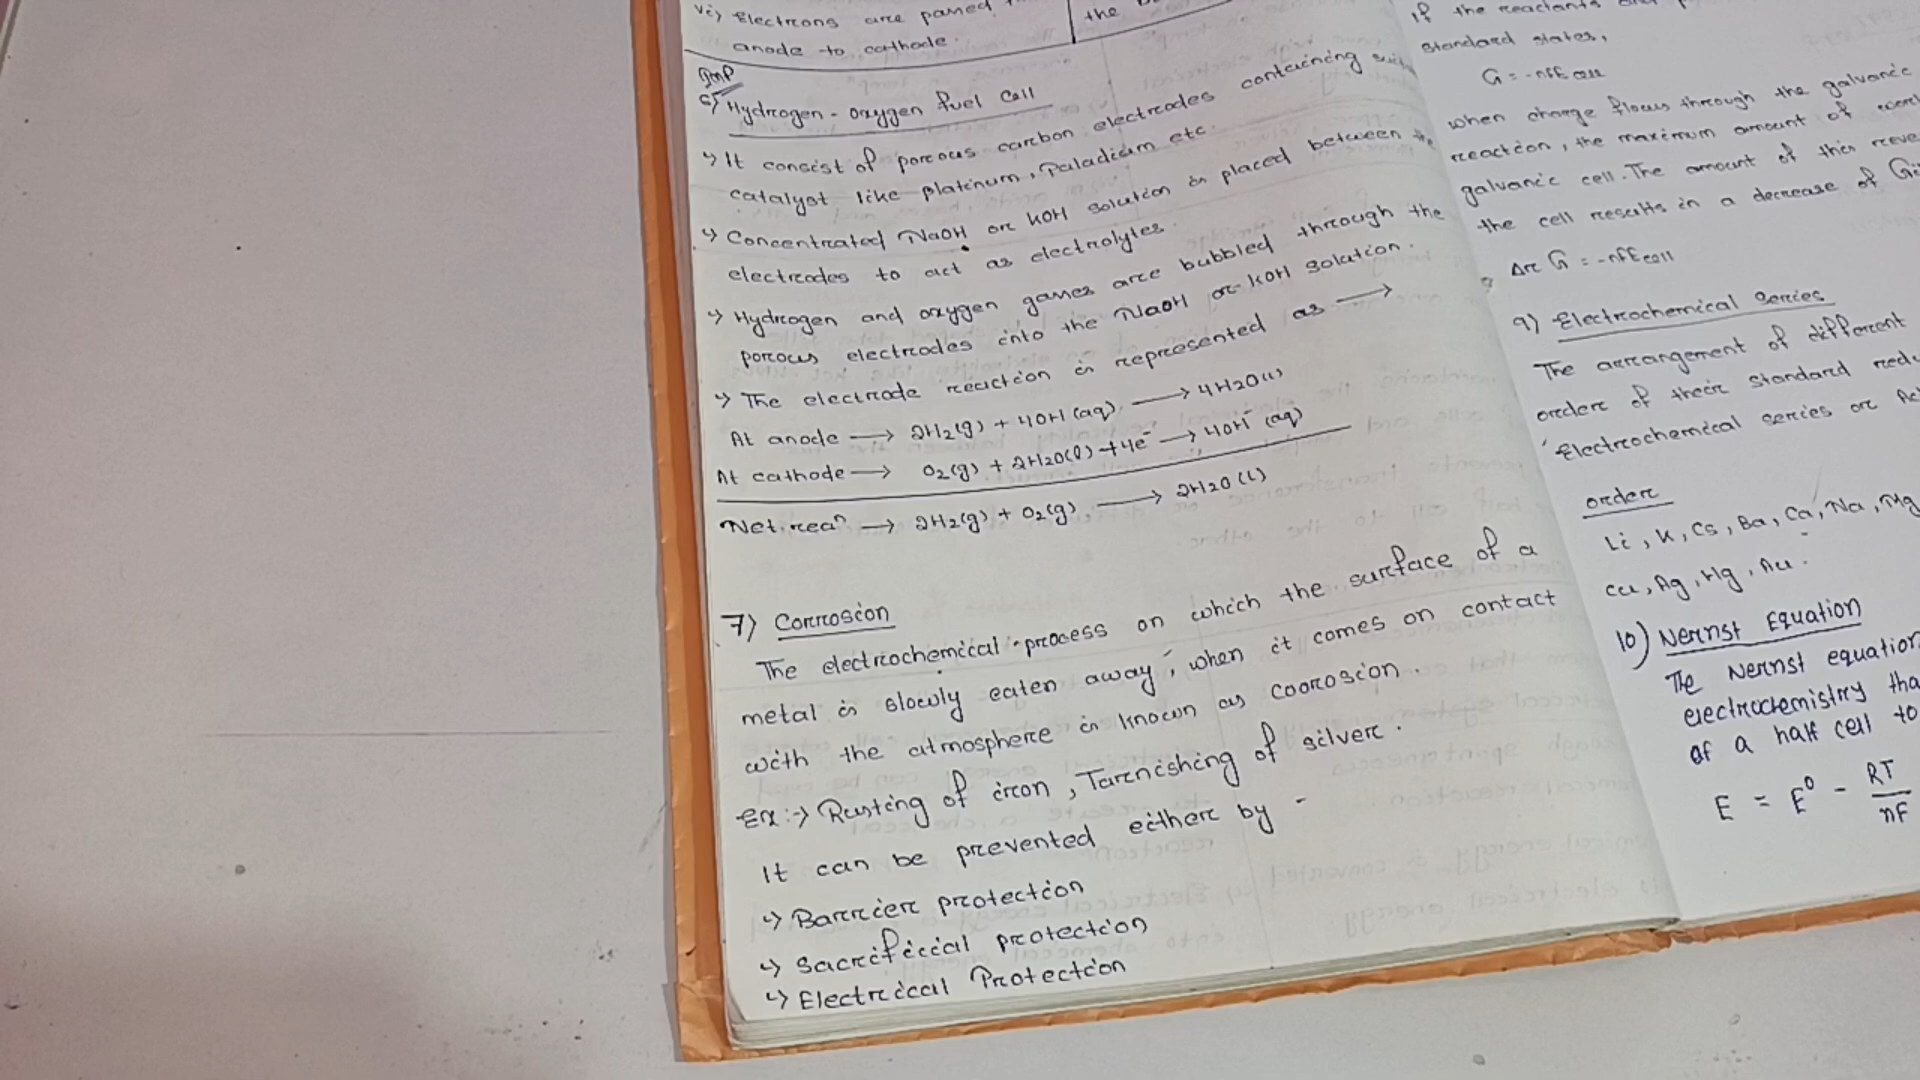 vi) Electrons are passed
anode to cathode.
the
Imp
6) Hydrogen - oxygen fuel cell
↳ It consist of porous carbon electrodes containing
catalyst like platinum, Paladium etc.
↳ Concentrated NaOH or KOH solution is placed between the
electrodes to act as electrolytes.
↳ Hydrogen and oxygen gases are bubbled through the
porous electrodes into the NaOH or KOH solution.
↳ The electrode reaction is represented as →
At anode → 2H2(g) + 4OH(aq) → 4H2O(l)
At cathode → O2(g) + 2H2O(l) + 4e⁻ → 4OH⁻(aq)
Net.reaⁿ → 2H2(g) + O2(g) → 2H2O(l)
7) Corrosion
The electrochemical process on which the surface of a
metal is slowly eaten away, when it comes on contact
with the atmosphere is known as coorosion.
Ex:→ Rusting of iron, Tarnishing of silver.
It can be prevented either by -
↳ Barrier protection
↳ Sacrificial protection
↳ Electrical Protection
If the reactants
standard states,
G = -nfEcell
When charge flows through the galvanic
reaction, the maximum amount of
galvanic cell. The amount of this
the cell results in a decrease of
Δr G = -nfEcell
9) Electrochemical Series
The arrangement of different
order of their standard
Electrochemical series or
order
Li, K, Cs, Ba, Ca, Na, Mg
Cu, Ag, Hg, Au.
10) Nernst Equation
The Nernst equation
electrochemistry
of a half cell to
E = E⁰ - RT/nF